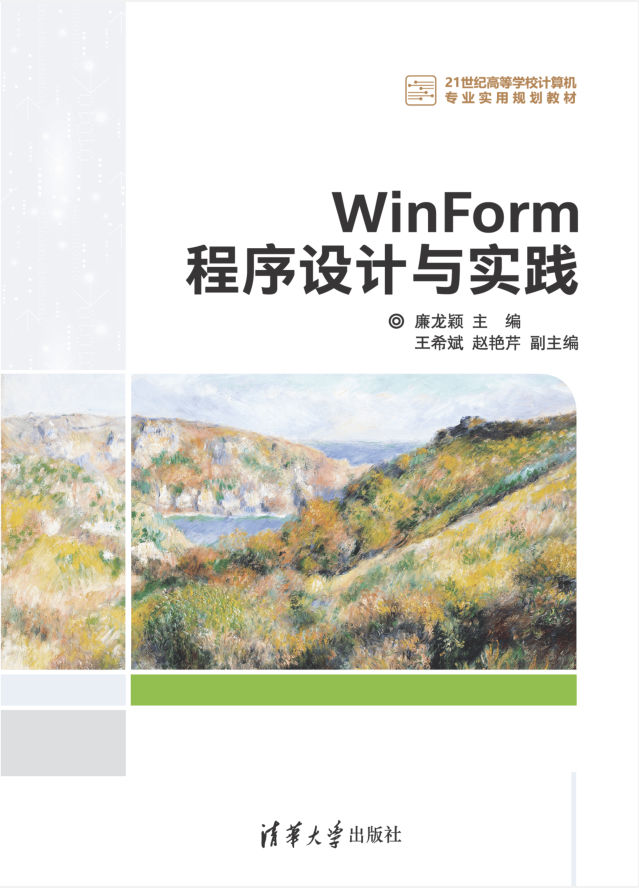 21世纪高等学校计算机
专业实用规划教材
WinForm
程序设计与实践
◎ 廉龙颖 主 编
王希斌 赵艳芹 副主编
清华大学出版社